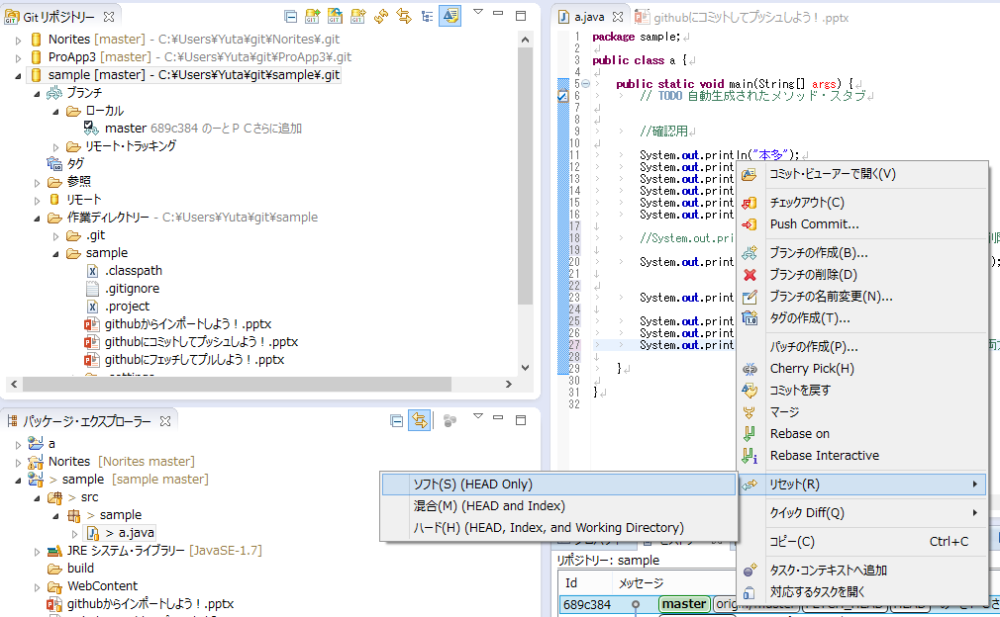 Git リポジトリー
Norites [master] - C:¥Users¥Yuta¥git¥Norites¥.git
ProApp3 [master] - C:¥Users¥Yuta¥git¥ProApp3¥.git
sample [master] - C:¥Users¥Yuta¥git¥sample¥.git
ブランチ
ローカル
master 689c384 のーとＰＣさらに追加
リモート・トラッキング
タグ
参照
リモート
作業ディレクトリー - C:¥Users¥Yuta¥git¥sample
.git
sample
.classpath
.gitignore
.project
githubからインポートしよう！.pptx
githubにコミットしてプッシュしよう！.pptx
githubにフェッチしてプルしよう！.pptx
パッケージ・エクスプローラー
a
Norites [Norites master]
> sample [sample master]
> src
> sample
> a.java
JRE システム・ライブラリー [JavaSE-1.7]
build
WebContent
githubからインポートしよう！.pptx
a.java
githubにコミットしてプッシュしよう！.pptx
1 package sample;
2
3 public class a {
4
5 public static void main(String[] args) {
6 // TODO 自動生成されたメソッド・スタブ
7
8
9 //確認用
10
11 System.out.println("本多");
12 System.out.print
13 System.out.print
14 System.out.print
15 System.out.print
16 System.out.print
17
18 //System.out.pri
19
20 System.out.print
21
22
23 System.out.print
24
25 System.out.print
26 System.out.print
27 System.out.print
28
29 }
30
31 }
32
コミット・ビューアーで開く(V)
チェックアウト(C)
Push Commit...
ブランチの作成(B)...
ブランチの削除(D)
ブランチの名前変更(N)...
タグの作成(T)...
パッチの作成(P)...
Cherry Pick(H)
コミットを戻す
マージ
Rebase on
Rebase Interactive
リセット(R)
クイック Diff(Q)
コピー(C) Ctrl+C
タスク・コンテキストへ追加
対応するタスクを開く
ソフト(S) (HEAD Only)
混合(M) (HEAD and Index)
ハード(H) (HEAD, Index, and Working Directory)
リポジトリー: sample
Id メッセージ
689c384 master